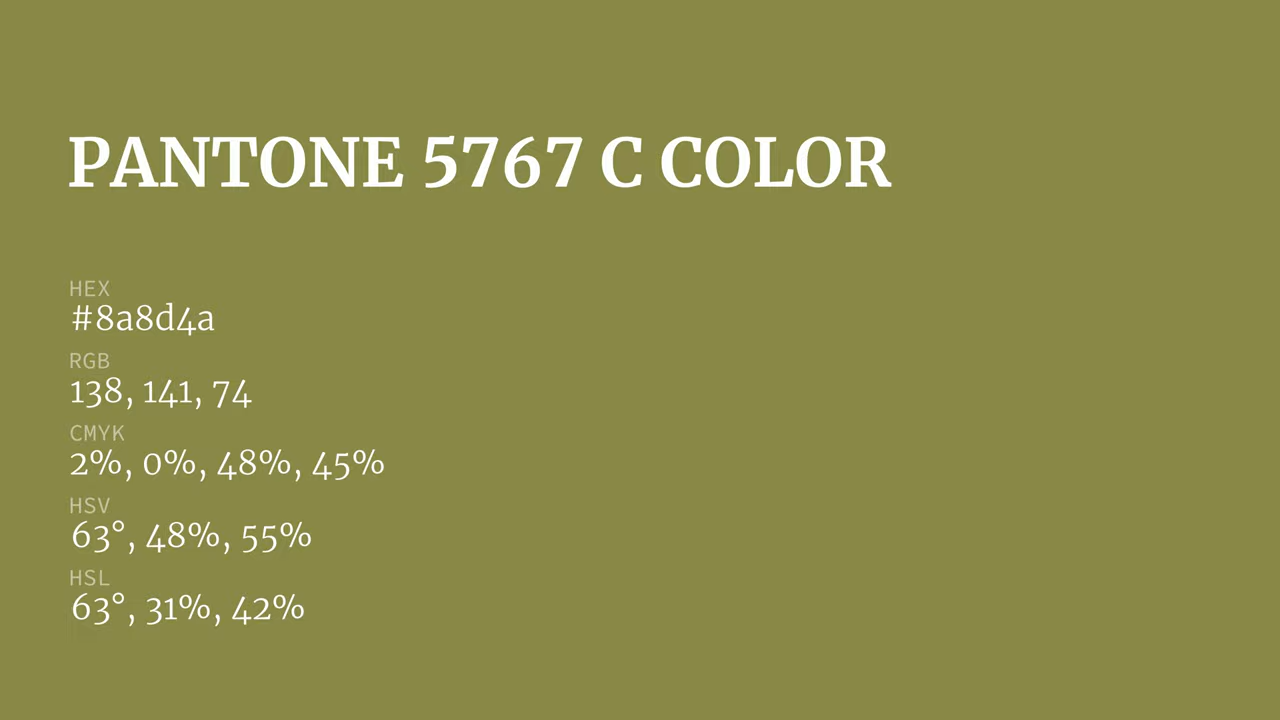 PANTONE 5767 C COLOR
HEX
#8a8d4a
RGB
138, 141, 74
CMYK
2%, 0%, 48%, 45%
HSV
63°, 48%, 55%
HSL
63°, 31%, 42%